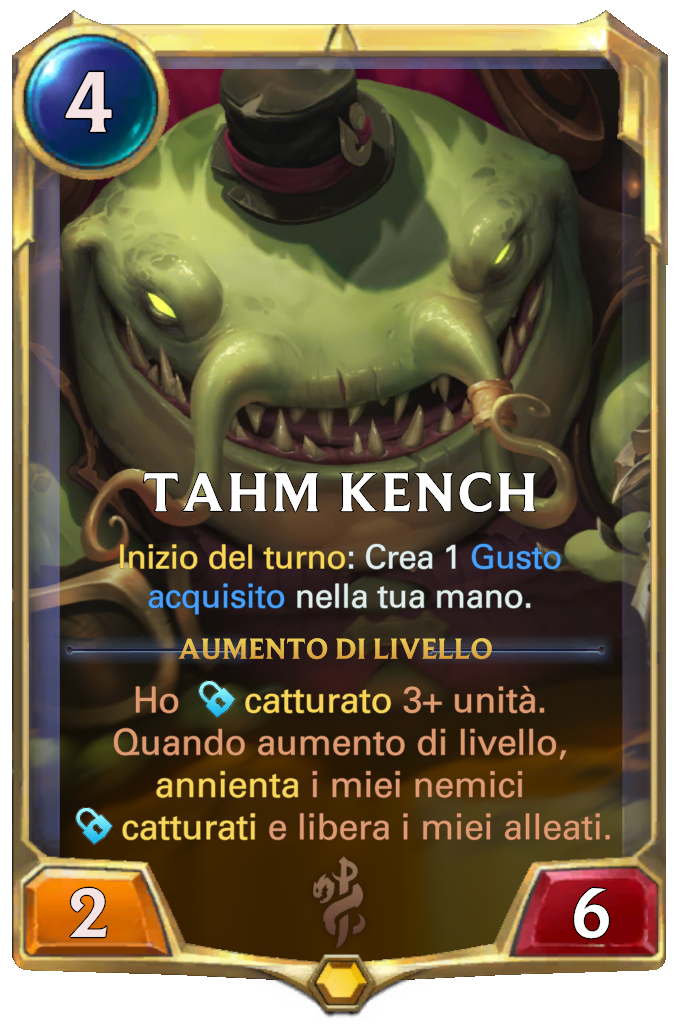 4
TAHM KENCH
Inizio del turno: Crea 1 Gusto
acquisito nella tua mano.
AUMENTO DI LIVELLO
Ho catturato 3+ unità.
Quando aumento di livello,
annienta i miei nemici
catturati e libera i miei alleati.
2
6